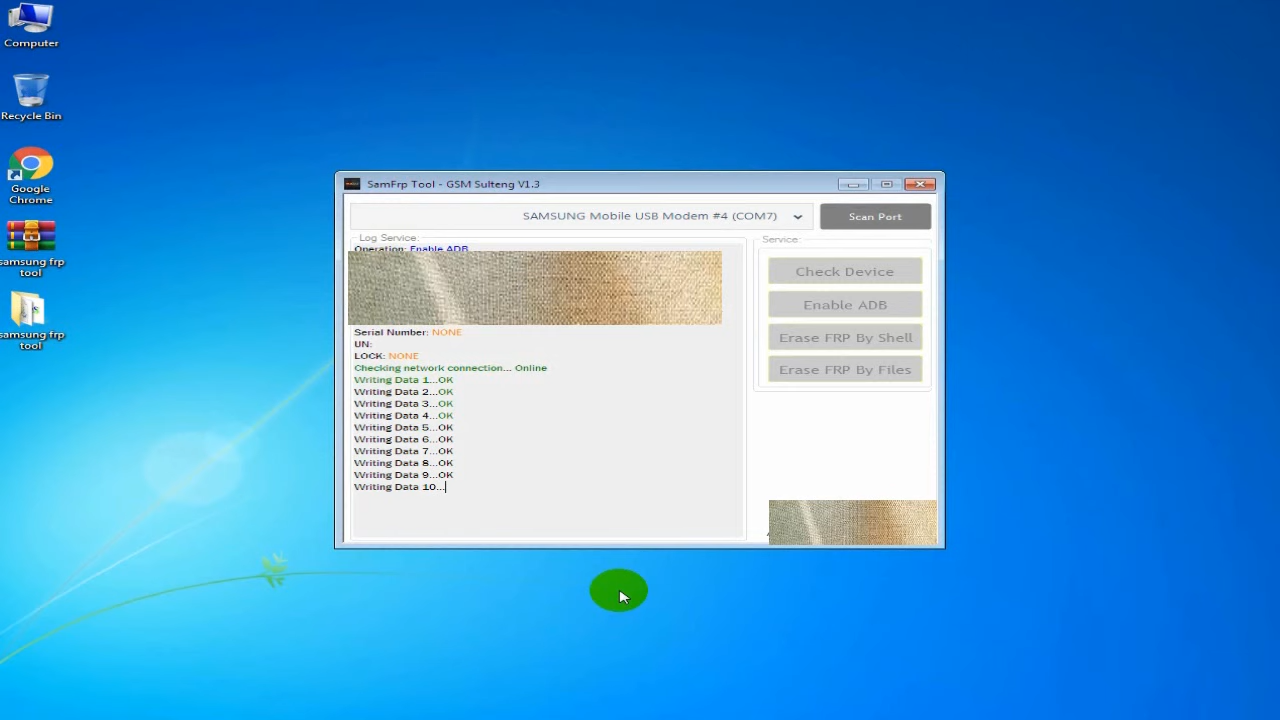 Computer
Recycle Bin
Google
Chrome
samsung frp
tool
samsung frp
tool
SamFrp Tool - GSM Sulteng V1.3
SAMSUNG Mobile USB Modem #4 (COM7)
Scan Port
Log Service:
Operation: Enable ADB
Serial Number: NONE
UN:
LOCK: NONE
Checking network connection... Online
Writing Data 1...OK
Writing Data 2...OK
Writing Data 3...OK
Writing Data 4...OK
Writing Data 5...OK
Writing Data 6...OK
Writing Data 7...OK
Writing Data 8...OK
Writing Data 9...OK
Writing Data 10...
Service:
Check Device
Enable ADB
Erase FRP By Shell
Erase FRP By Files